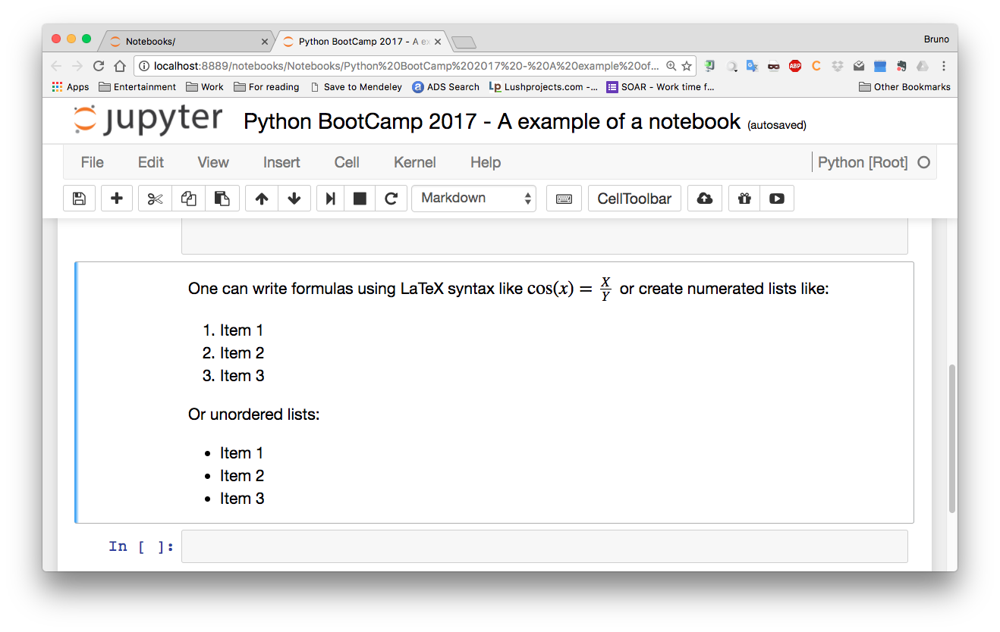 Notebooks/
Python BootCamp 2017 - A ex
Bruno
localhost:8889/notebooks/Notebooks/Python%20BootCamp%202017%20-%20A%20example%20of...
ABP
C
Apps
Entertainment
Work
For reading
Save to Mendeley
a ADS Search
Lp Lushprojects.com -...
SOAR - Work time f...
Other Bookmarks
jupyter
Python BootCamp 2017 - A example of a notebook (autosaved)
File
Edit
View
Insert
Cell
Kernel
Help
Python [Root]
Markdown
CellToolbar
One can write formulas using LaTeX syntax like cos(x) = X/Y or create numerated lists like:
1. Item 1
2. Item 2
3. Item 3
Or unordered lists:
• Item 1
• Item 2
• Item 3
In [ ]: